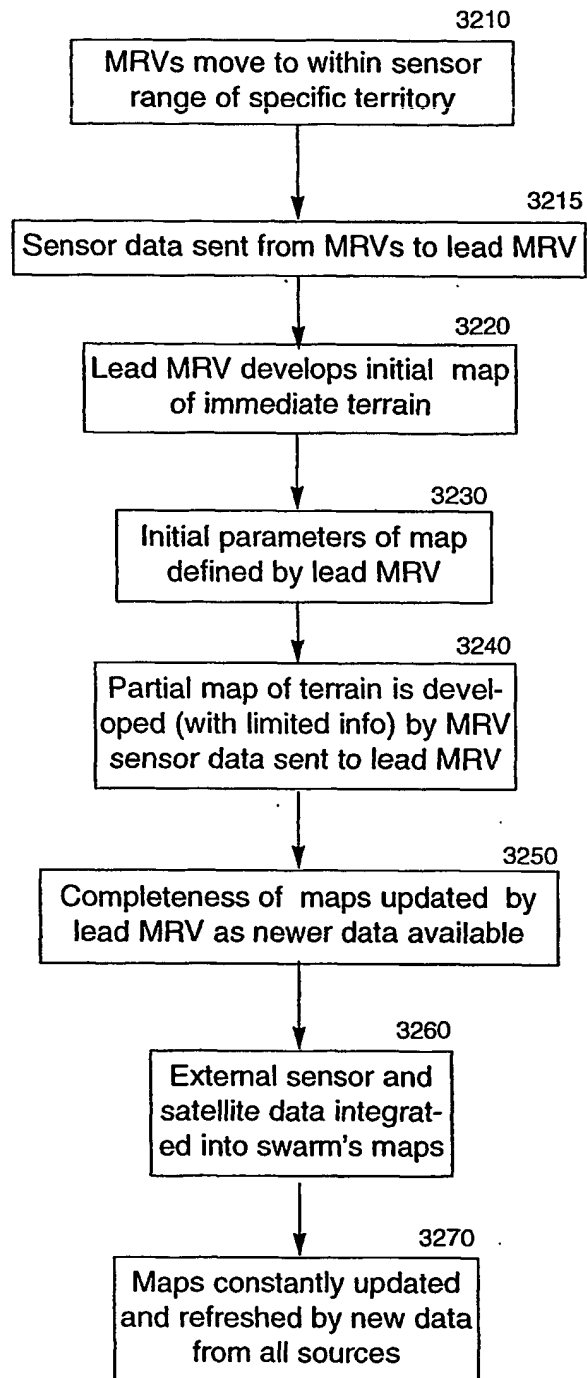 3210
MRVs move to within sensor
range of specific territory
3215
Sensor data sent from MRVs to lead MRV
3220
Lead MRV develops initial map
of immediate terrain
3230
Initial parameters of map
defined by lead MRV
3240
Partial map of terrain is devel-
oped (with limited info) by MRV
sensor data sent to lead MRV
3250
Completeness of maps updated by
lead MRV as newer data available
3260
External sensor and
satellite data integrat-
ed into swarm's maps
3270
Maps constantly updated
and refreshed by new data
from all sources